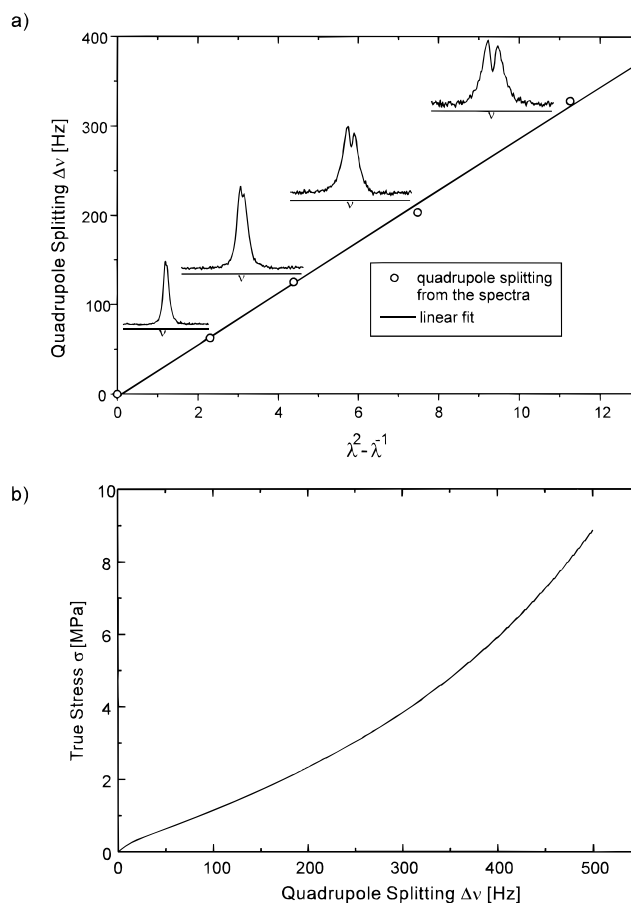 a)
400
300
200
100
0
Quadrupole Splitting Δν [Hz]
ν
ν
ν
ν
quadrupole splitting
from the spectra
linear fit
0 2 4 6 8 10 12
λ²-λ⁻¹
b)
10
8
6
4
2
0
True Stress σ [MPa]
0 100 200 300 400 500
Quadrupole Splitting Δν [Hz]